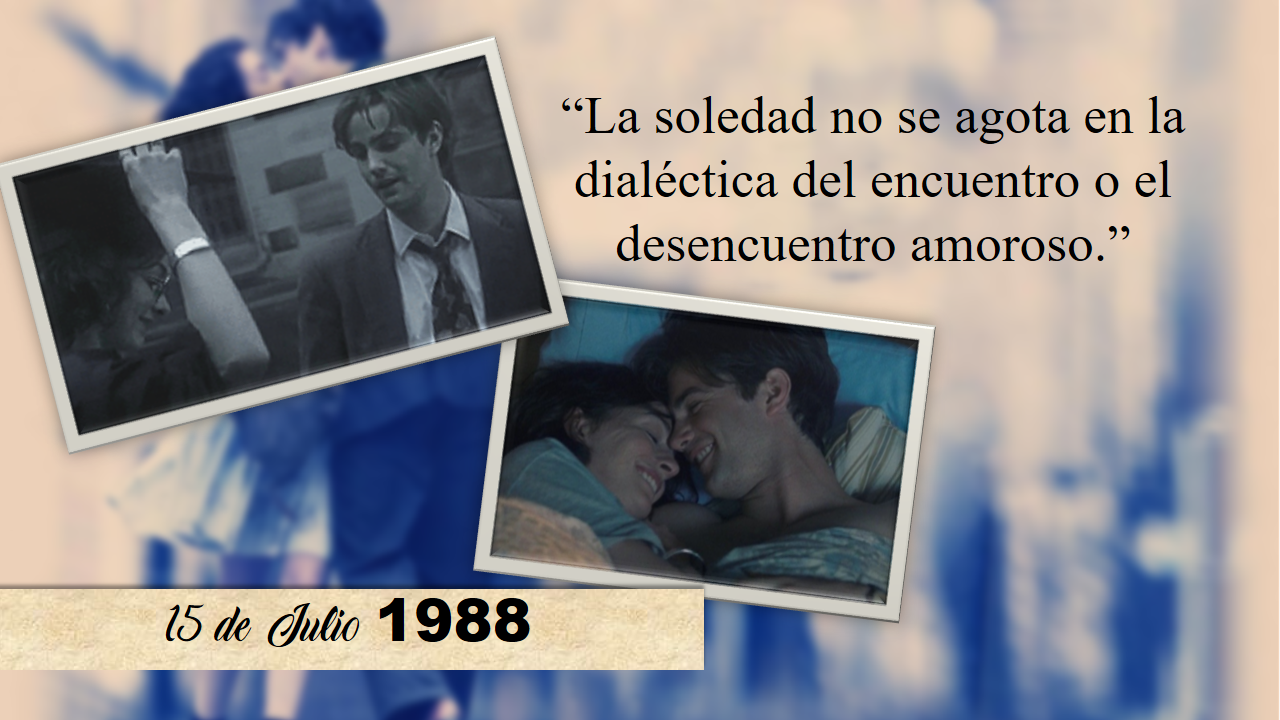 “La soledad no se agota en la
dialéctica del encuentro o el
desencuentro amoroso.”
15 de Julio 1988